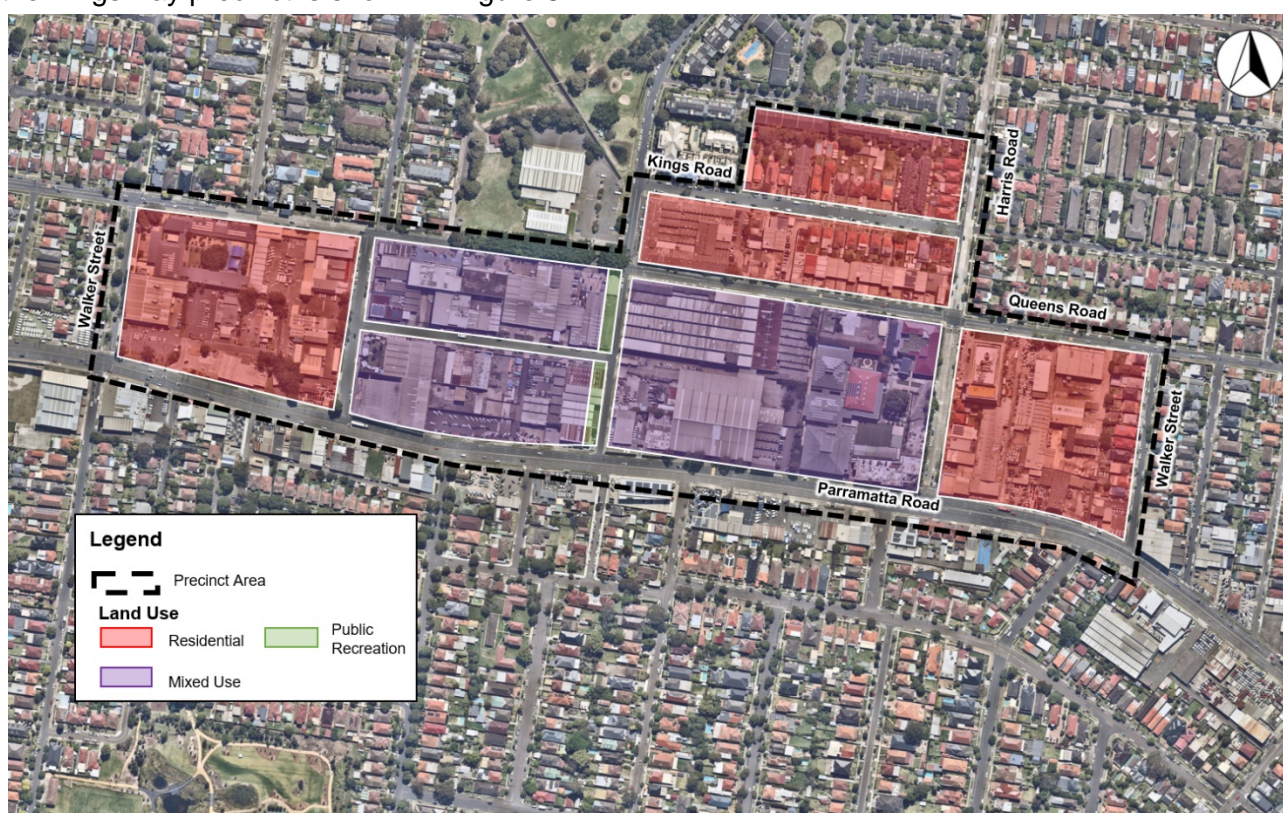 Kings Road
Harris Road
Walker Street
Queens Road
Walker Street
Parramatta Road
Legend
Precinct Area
Land Use
Residential
Public
Recreation
Mixed Use